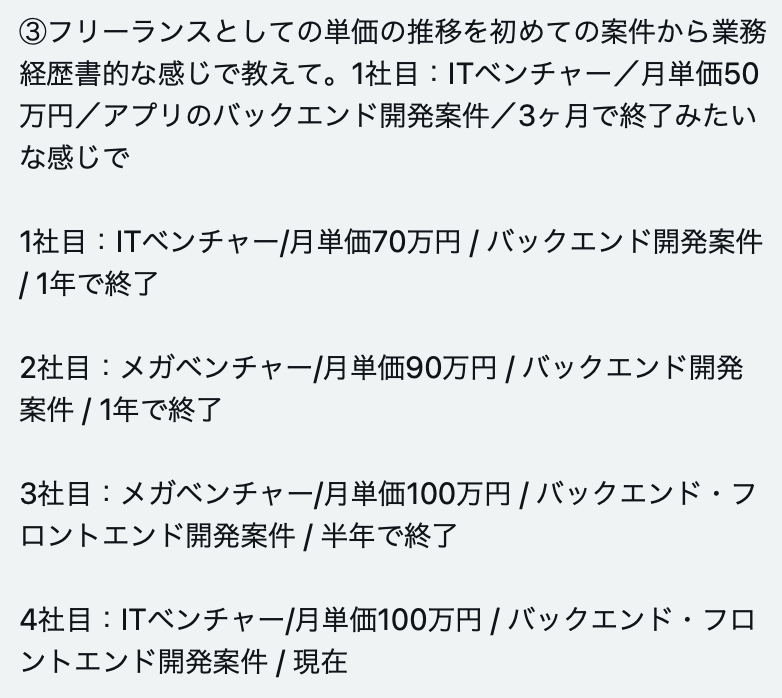 ③フリーランスとしての単価の推移を初めての案件から業務
経歴書的な感じで教えて。1社目：ITベンチャー／月単価50
万円／アプリのバックエンド開発案件／3ヶ月で終了みたい
な感じで
1社目：ITベンチャー/月単価70万円 / バックエンド開発案件
/ 1年で終了
2社目：メガベンチャー/月単価90万円 / バックエンド開発
案件 / 1年で終了
3社目：メガベンチャー/月単価100万円 / バックエンド・フ
ロントエンド開発案件 / 半年で終了
4社目：ITベンチャー/月単価100万円 / バックエンド・フロ
ントエンド開発案件 / 現在